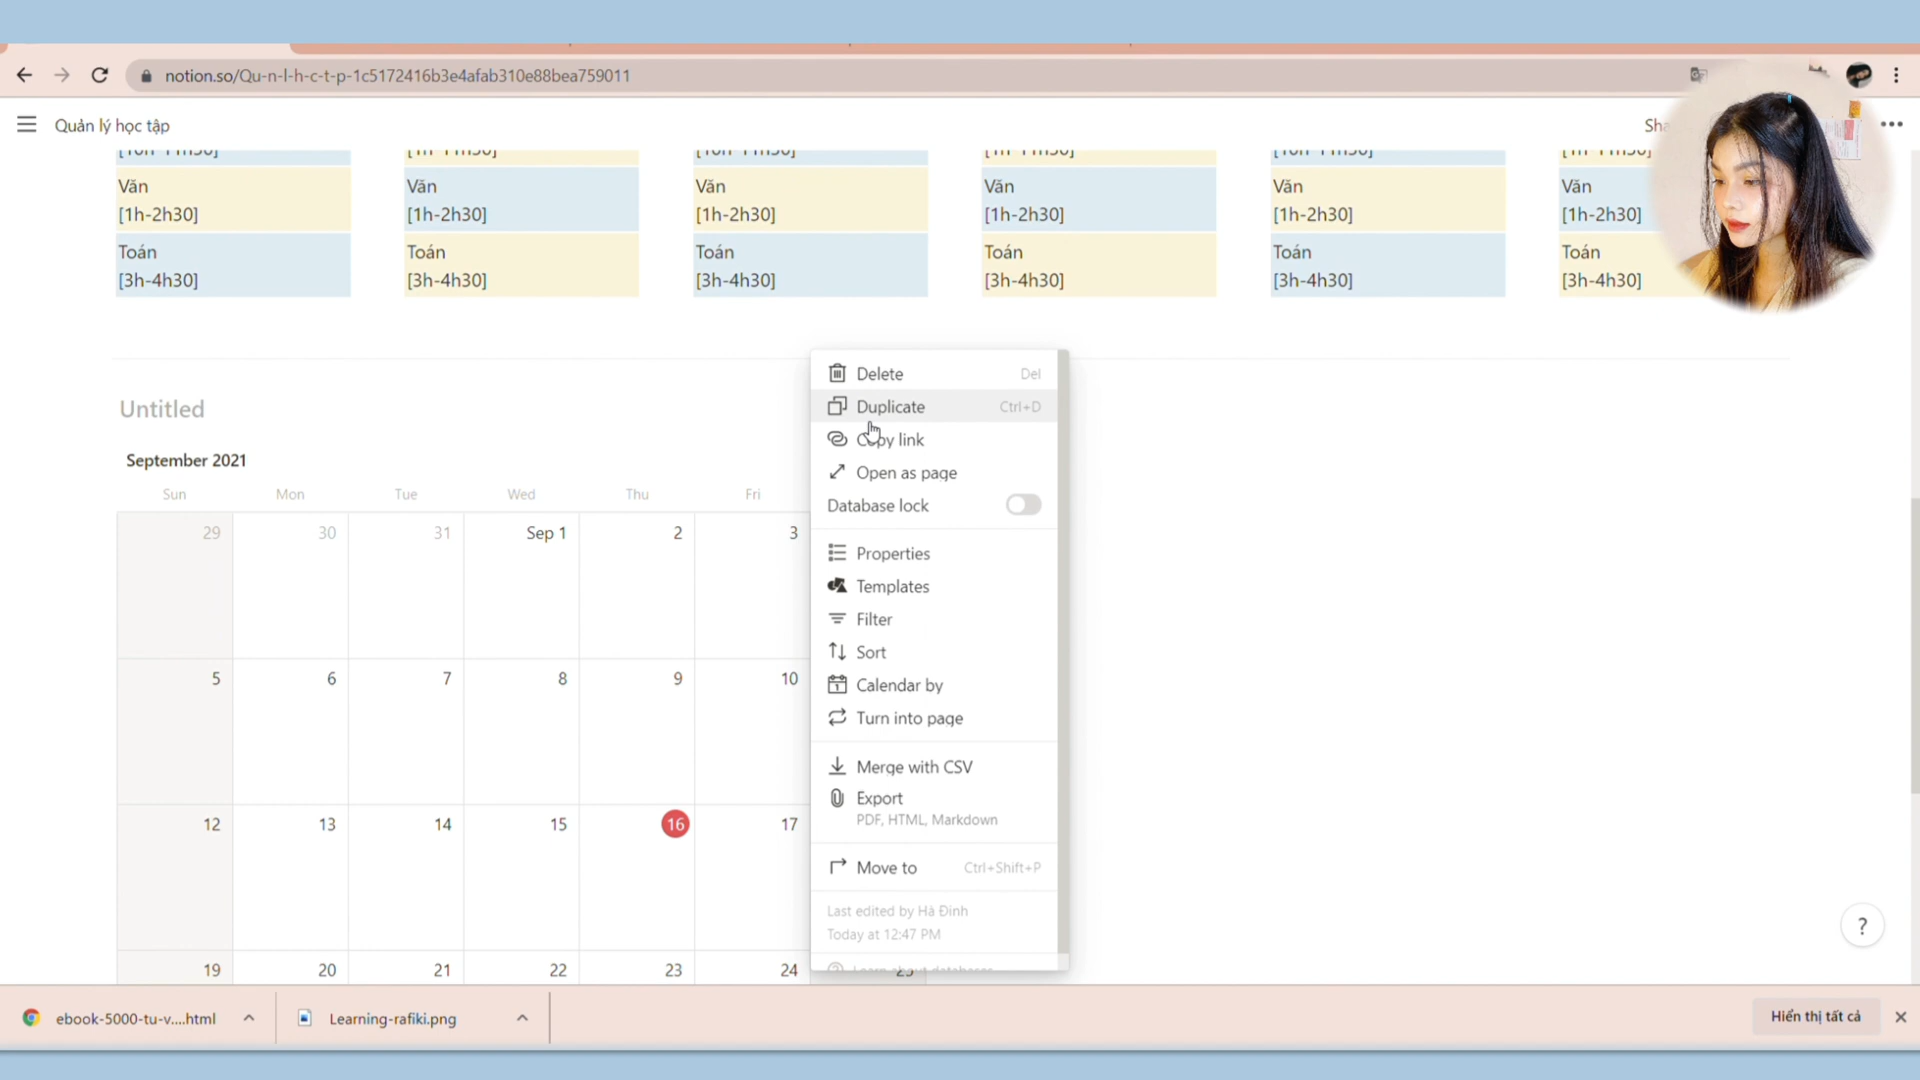 notion.so/Qu-n-l-h-c-t-p-1c5172416b3e4afab310e88bea759011
Quản lý học tập
Văn Văn Văn Văn Văn Văn
[1h-2h30] [1h-2h30] [1h-2h30] [1h-2h30] [1h-2h30] [1h-2h30]
Toán Toán Toán Toán Toán Toán
[3h-4h30] [3h-4h30] [3h-4h30] [3h-4h30] [3h-4h30] [3h-4h30]
Untitled
September 2021
Sun Mon Tue Wed Thu Fri
29 30 31 Sep 1 2 3
5 6 7 8 9 10
12 13 14 15 16 17
19 20 21 22 23 24
Delete Del
Duplicate Ctrl+D
Copy link
Open as page
Database lock
Properties
Templates
Filter
Sort
Calendar by
Turn into page
Merge with CSV
Export
PDF, HTML, Markdown
Move to Ctrl+Shift+P
Last edited by Hà Đinh
Today at 12:47 PM
?
ebook-5000-tu-v....html
Learning-rafiki.png
Hiển thị tất cả